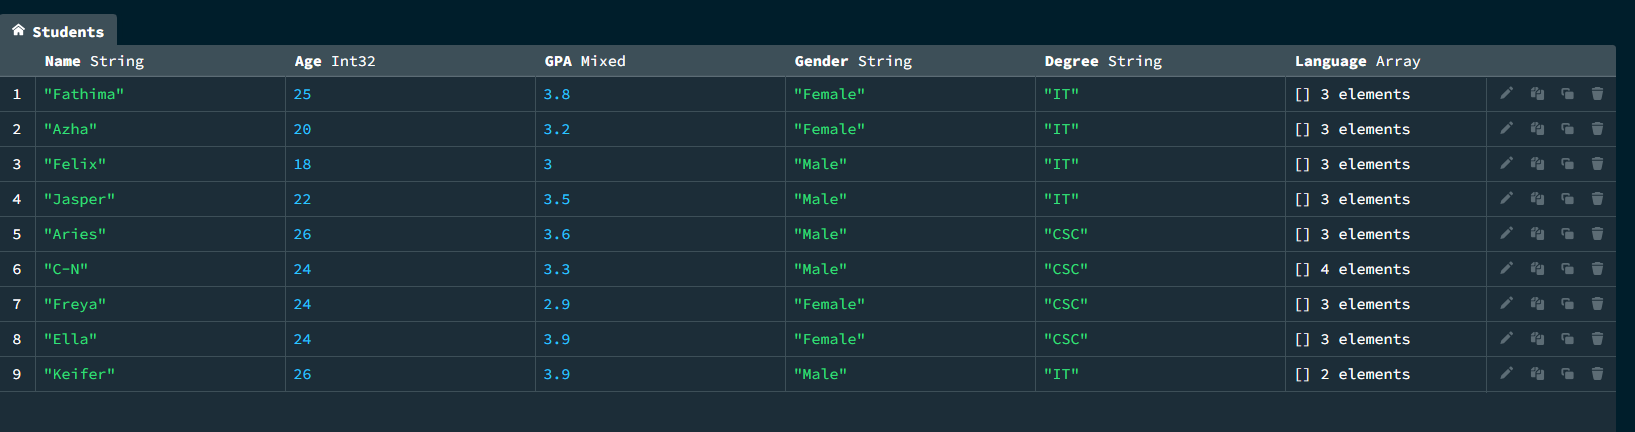 Students
Name String Age Int32 GPA Mixed Gender String Degree String Language Array
1 "Fathima" 25 3.8 "Female" "IT" [] 3 elements
2 "Azha" 20 3.2 "Female" "IT" [] 3 elements
3 "Felix" 18 3 "Male" "IT" [] 3 elements
4 "Jasper" 22 3.5 "Male" "IT" [] 3 elements
5 "Aries" 26 3.6 "Male" "CSC" [] 3 elements
6 "C-N" 24 3.3 "Male" "CSC" [] 4 elements
7 "Freya" 24 2.9 "Female" "CSC" [] 3 elements
8 "Ella" 24 3.9 "Female" "CSC" [] 3 elements
9 "Keifer" 26 3.9 "Male" "IT" [] 2 elements